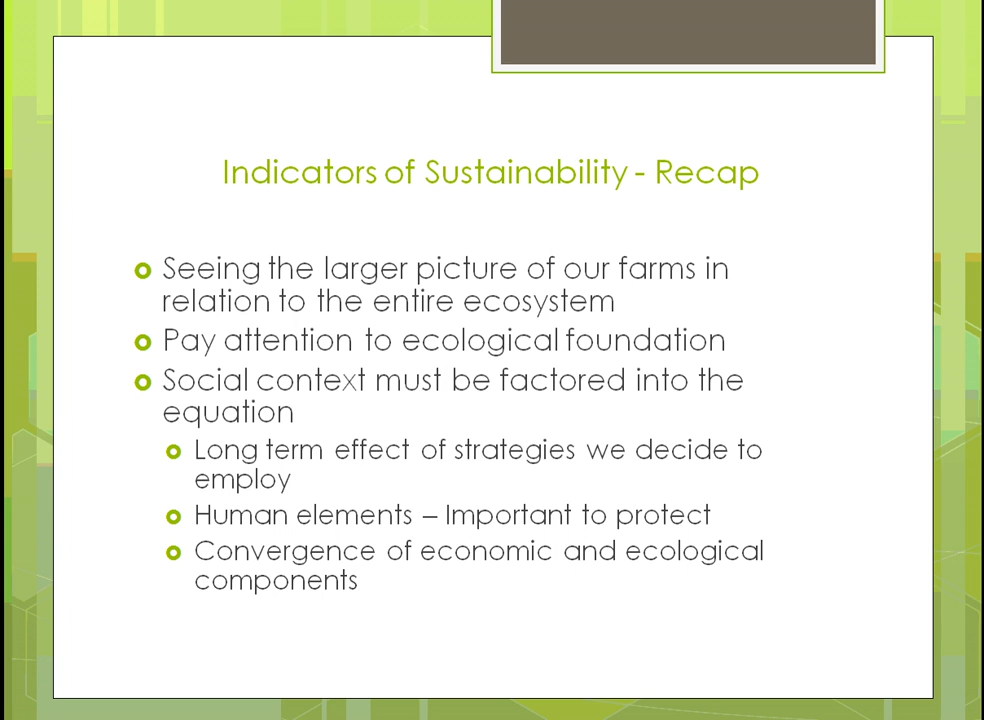 Indicators of Sustainability - Recap
Seeing the larger picture of our farms in
relation to the entire ecosystem
Pay attention to ecological foundation
Social context must be factored into the
equation
Long term effect of strategies we decide to
employ
Human elements – Important to protect
Convergence of economic and ecological
components